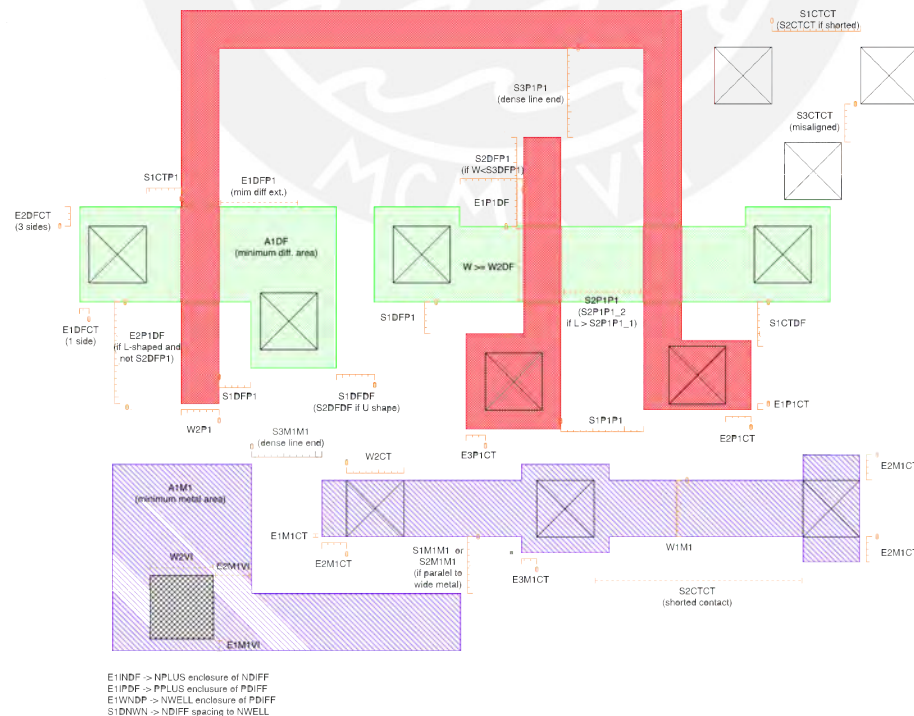 S1CTCT
(S2CTCT if shorted)
S3P1P1
(dense line end)
S3CTCT
(misaligned)
MCMXVII
S2DFP1
(if W<S3DFP1)
S1CTP1
E1DFP1
(mim diff ext.)
E1P1DF
E2DFCT
(3 sides)
A1DF
(minimum diff. area)
W >= W2DF
S2P1P1
(S2P1P1_2
if L > S2P1P1_1)
S1DFP1
S1CTDF
E1DFCT
(1 side)
E2P1DF
(if L-shaped and
not S2DFP1)
S1DFP1
S1DFDF
(S2DFDF if U shape)
W2P1
S1P1P1
E1P1CT
E2P1CT
S3M1M1
(dense line end)
W2CT
E3P1CT
E2M1CT
A1M1
(minimum metal area)
E1M1CT
E2M1CT
S1M1M1 or
S2M1M1
(if paralel to
wide metal)
E3M1CT
W1M1
E2M1CT
W2VI
E2M1VI
S2CTCT
(shorted contact)
E1M1VI
E1INDF -> NPLUS enclosure of NDIFF
E1IPDF -> PPLUS enclusure of PDIFF
E1WNDP -> NWELL enclosure of PDIFF
S1DNWN -> NDIFF spacing to NWELL